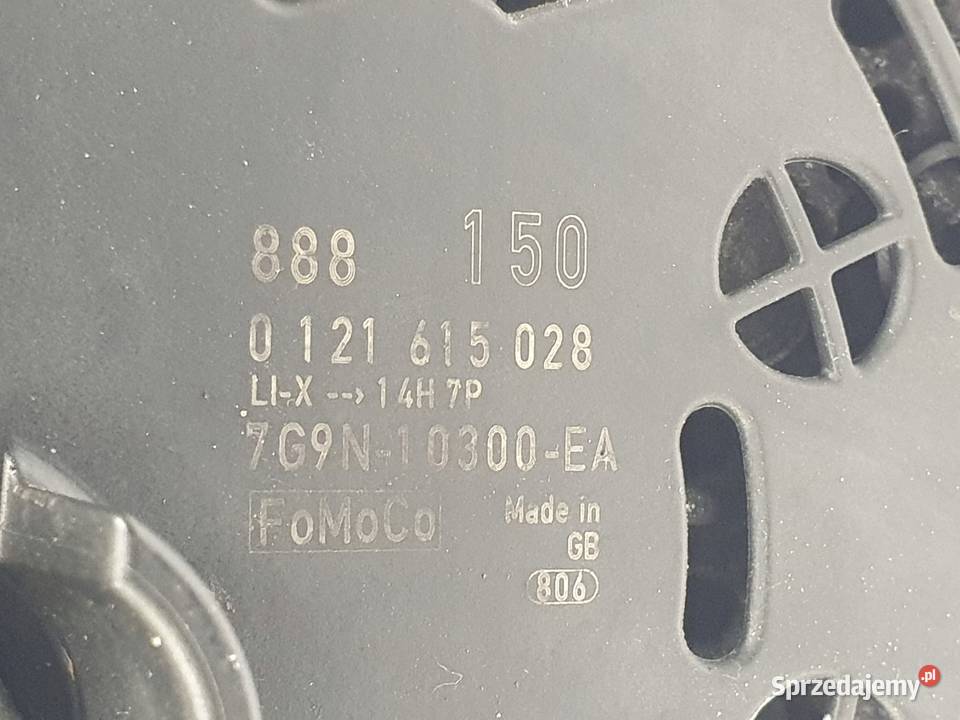 888 150
0 121 615 028
LI-X --> 14H 7P
7G9N-10300-EA
FoMoCo Made in
GB
806
Sprzedajemy.pl